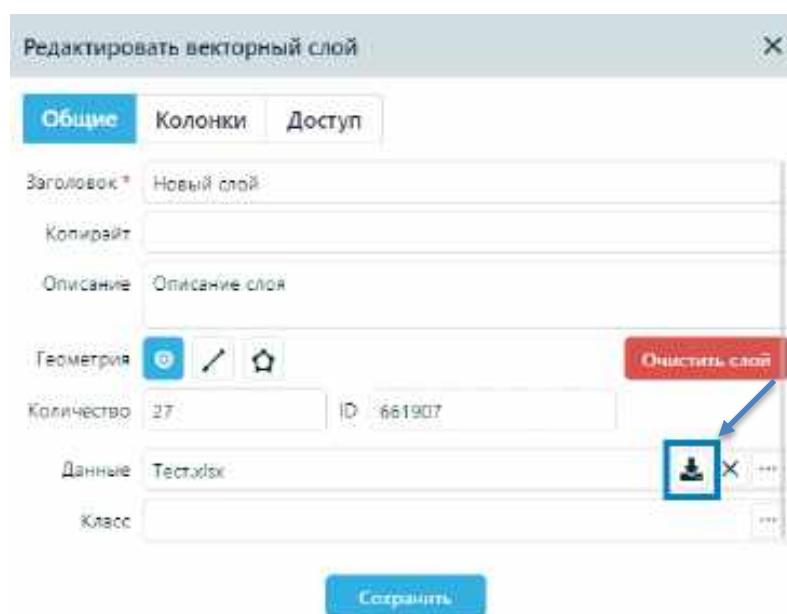 Редактировать векторный слой
Общие Колонки Доступ
Заголовок * Новый слой
Копирайт
Описание Описание слоя
Геометрия Очистить слой
Количество 27 ID 661907
Данные Тест.xlsx
Класс
Сохранить